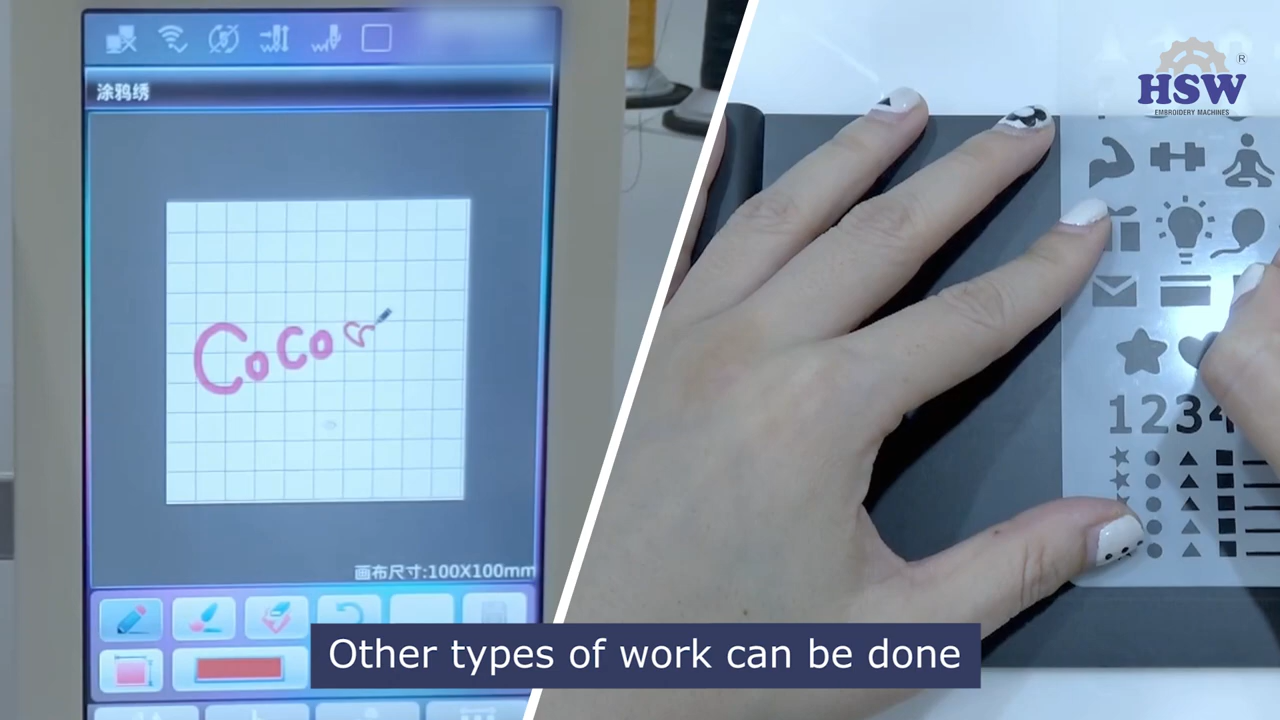 涂鸦绣
Coco
画布尺寸:100X100mm
HSW
®
EMBROIDERY MACHINES
1234
Other types of work can be done